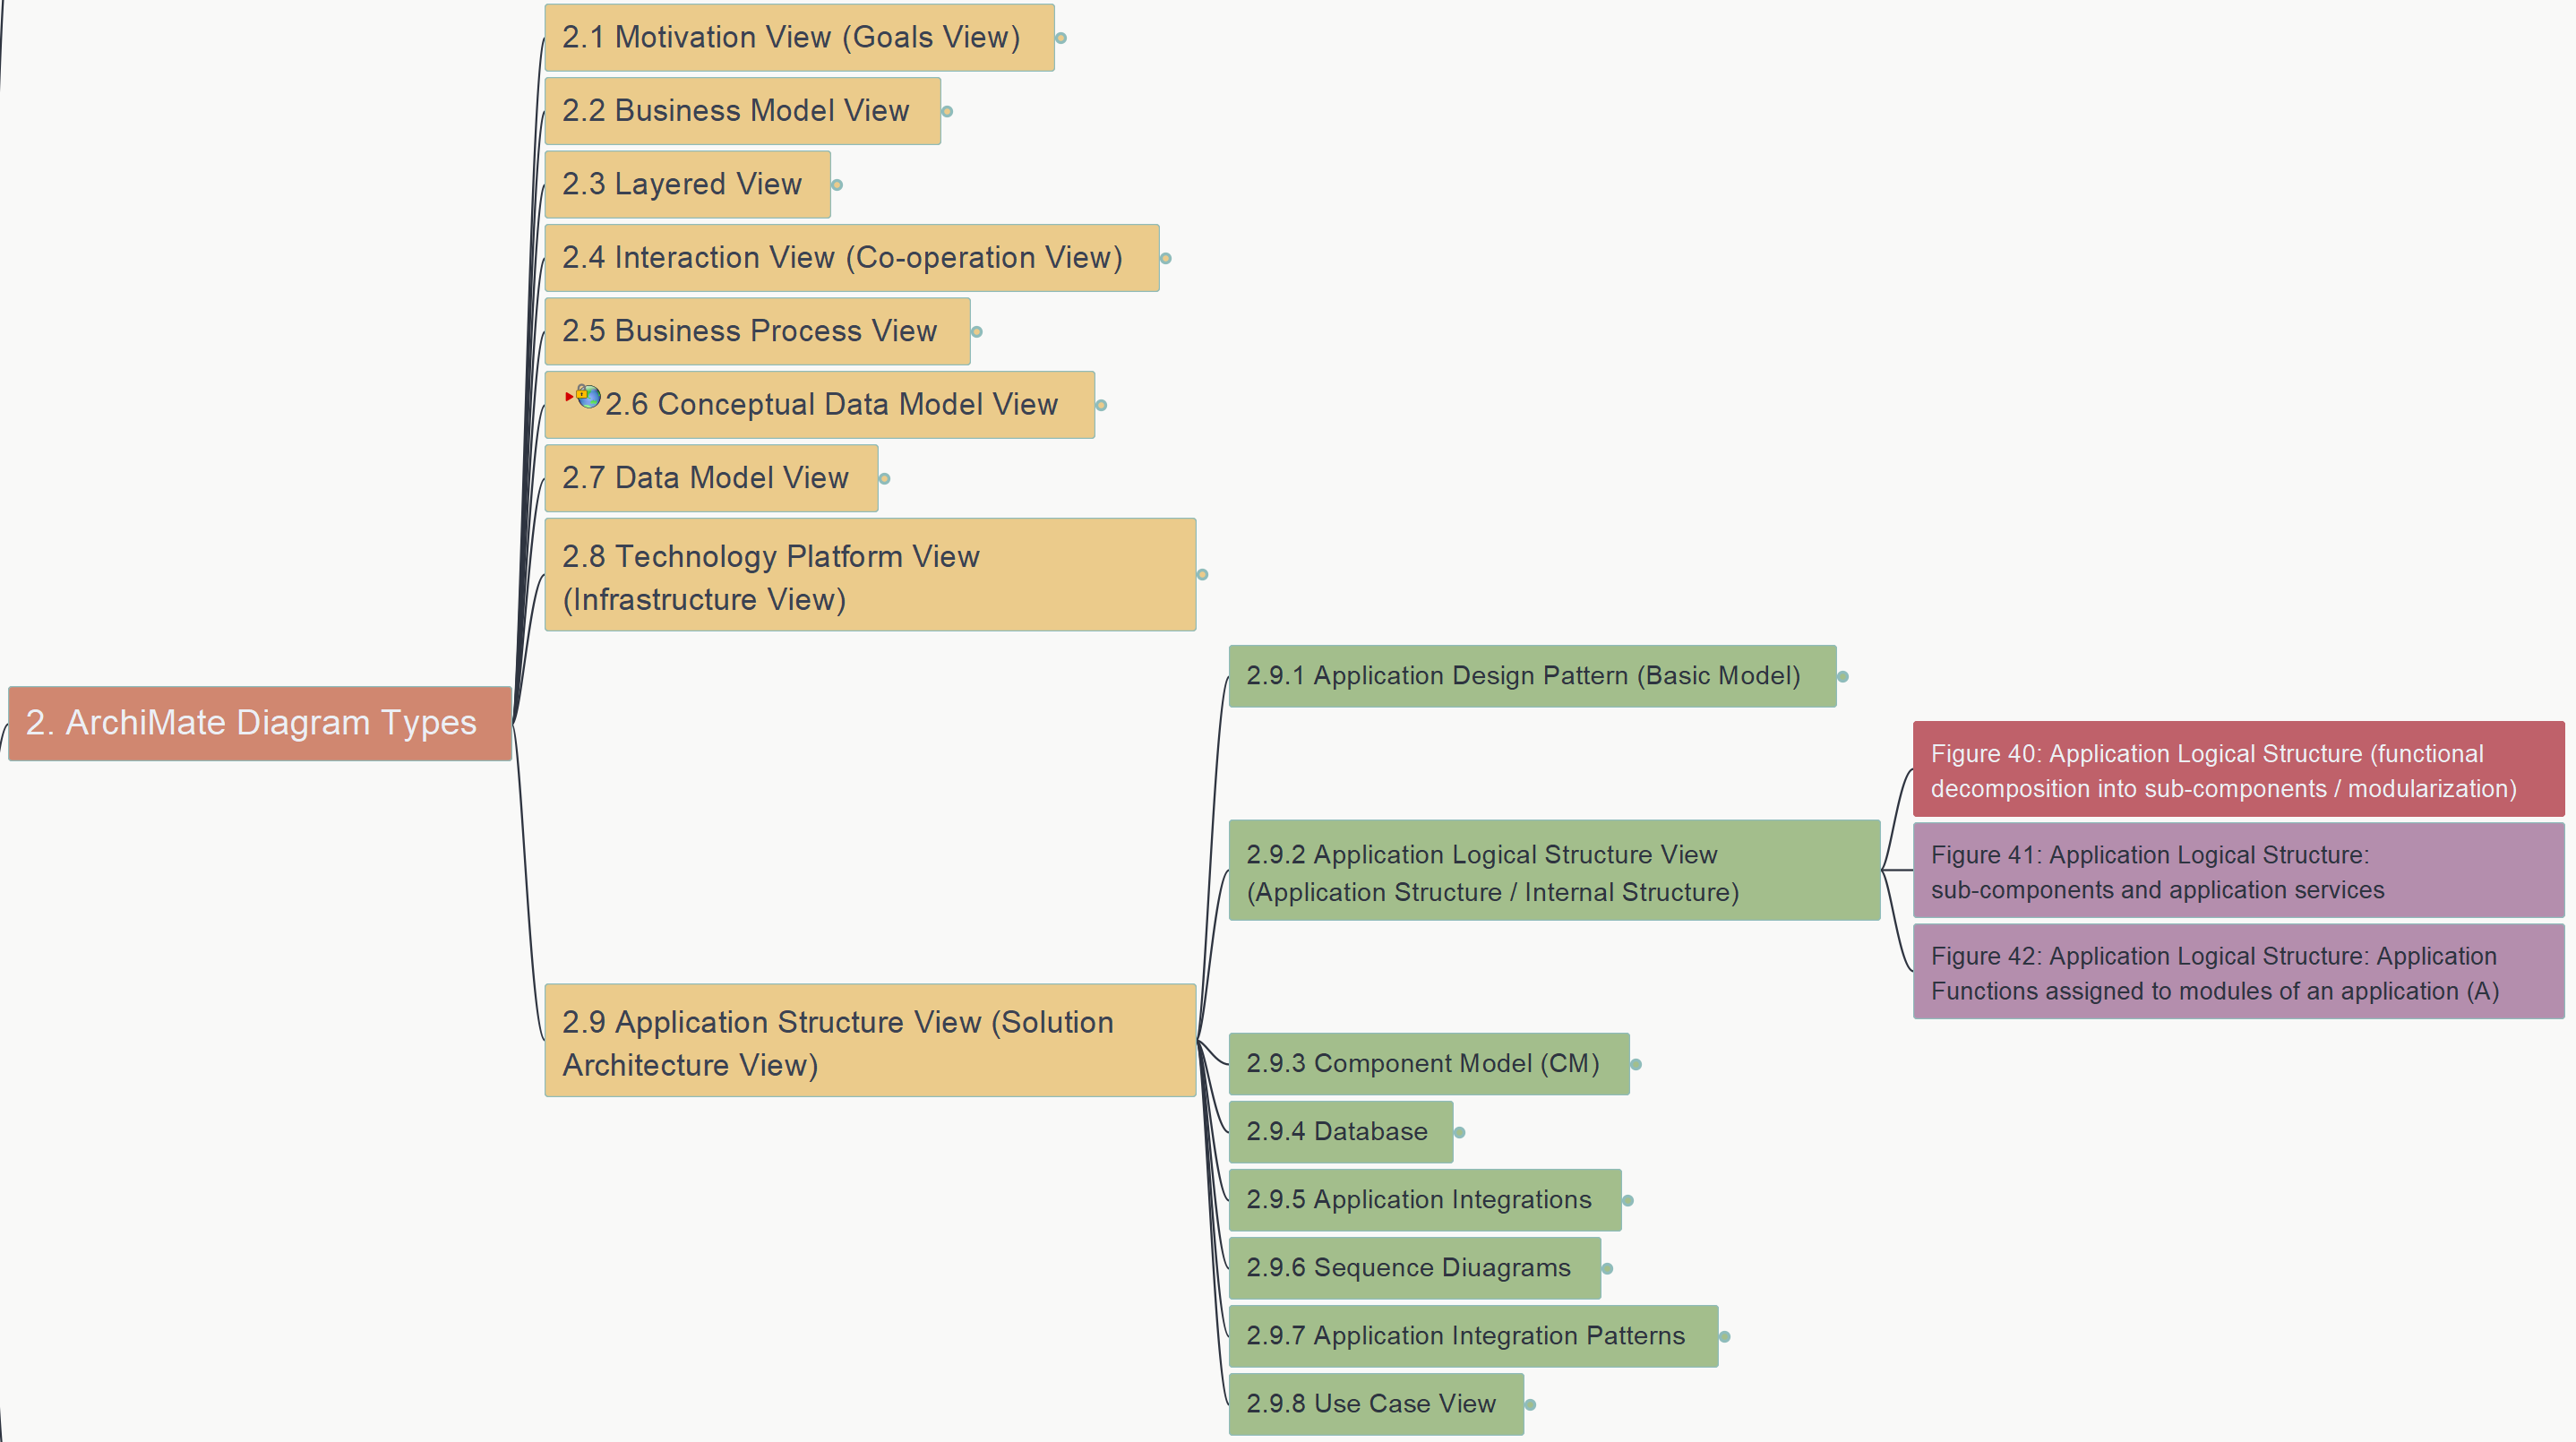 2. ArchiMate Diagram Types
2.1 Motivation View (Goals View)
2.2 Business Model View
2.3 Layered View
2.4 Interaction View (Co-operation View)
2.5 Business Process View
2.6 Conceptual Data Model View
2.7 Data Model View
2.8 Technology Platform View
(Infrastructure View)
2.9 Application Structure View (Solution
Architecture View)
2.9.1 Application Design Pattern (Basic Model)
2.9.2 Application Logical Structure View
(Application Structure / Internal Structure)
Figure 40: Application Logical Structure (functional
decomposition into sub-components / modularization)
Figure 41: Application Logical Structure:
sub-components and application services
Figure 42: Application Logical Structure: Application
Functions assigned to modules of an application (A)
2.9.3 Component Model (CM)
2.9.4 Database
2.9.5 Application Integrations
2.9.6 Sequence Diuagrams
2.9.7 Application Integration Patterns
2.9.8 Use Case View